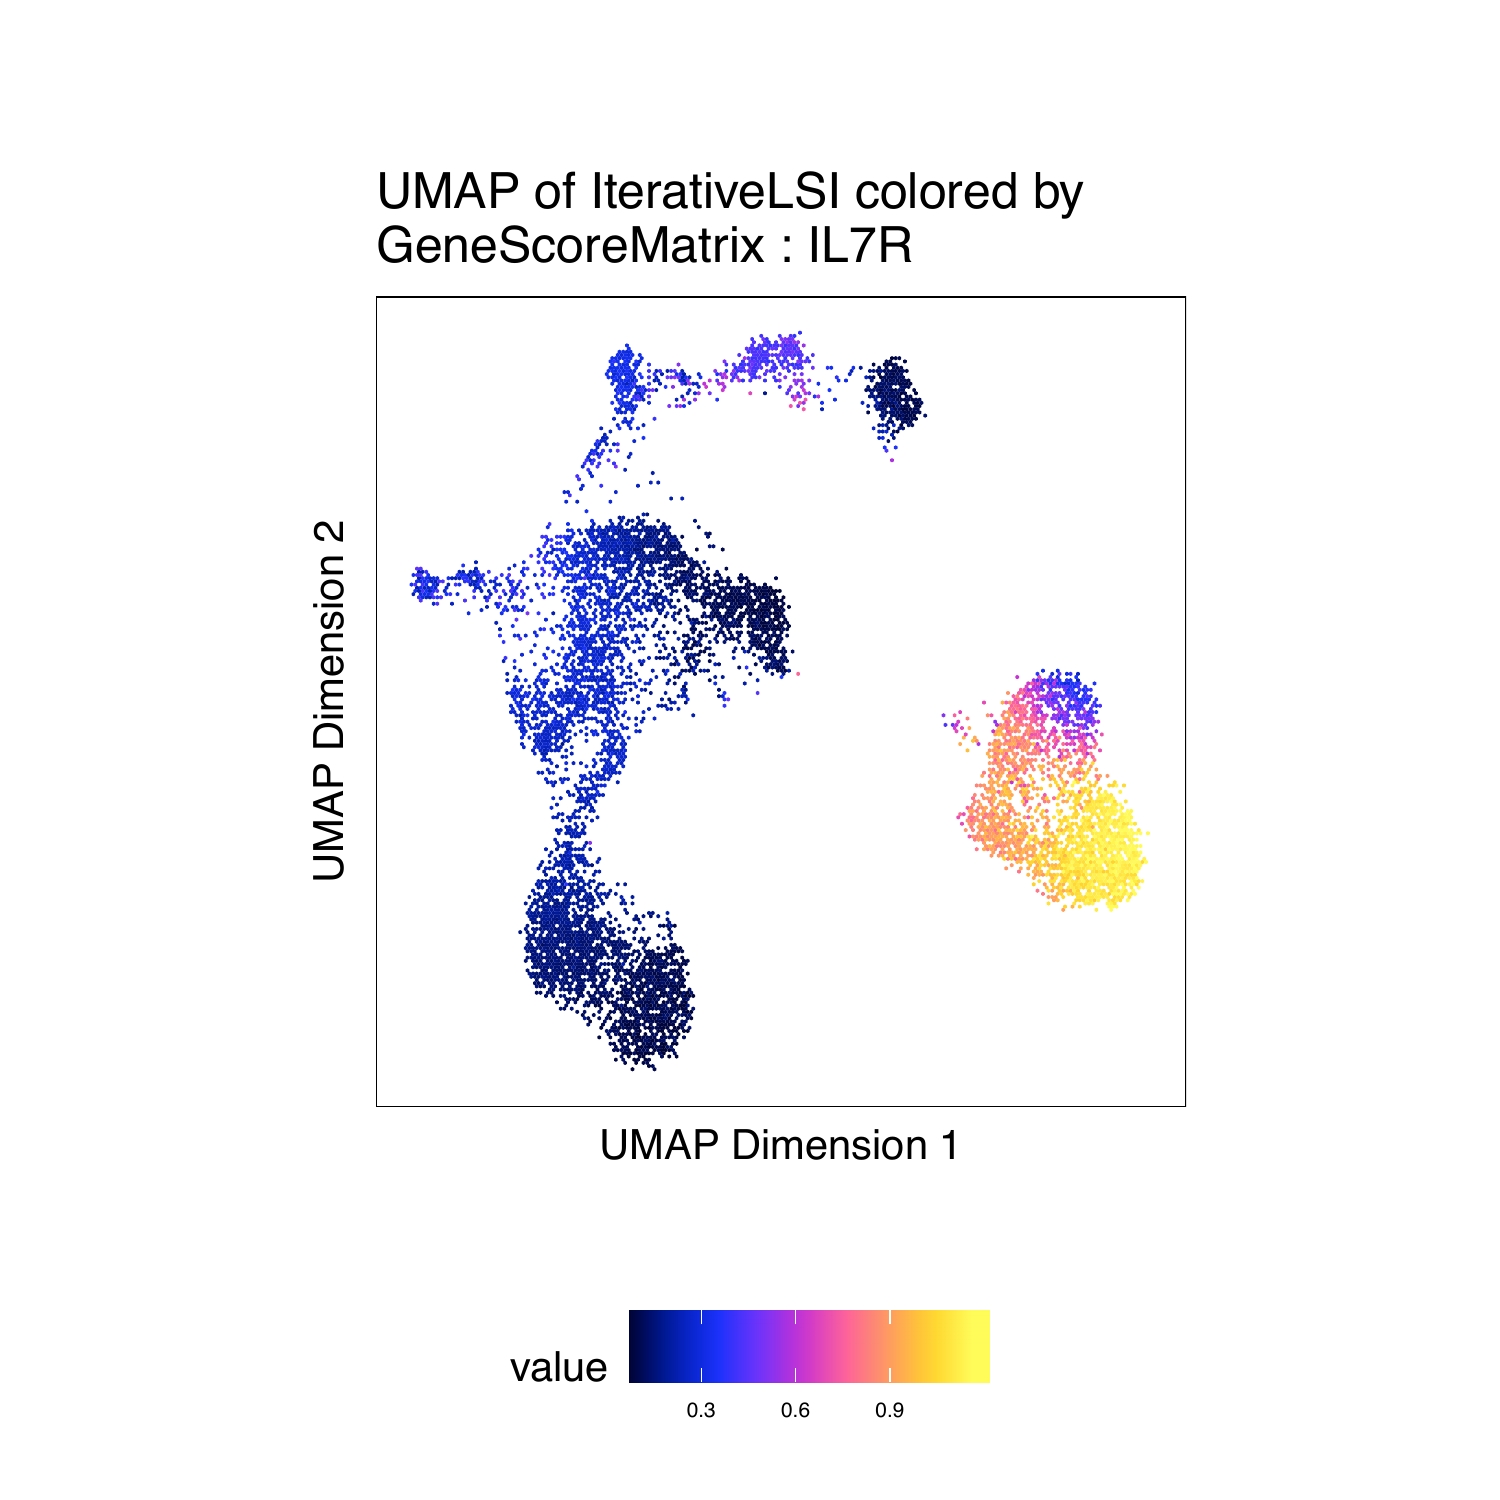 UMAP of IterativeLSI colored by
GeneScoreMatrix : IL7R
UMAP Dimension 2
UMAP Dimension 1
value
0.3 0.6 0.9